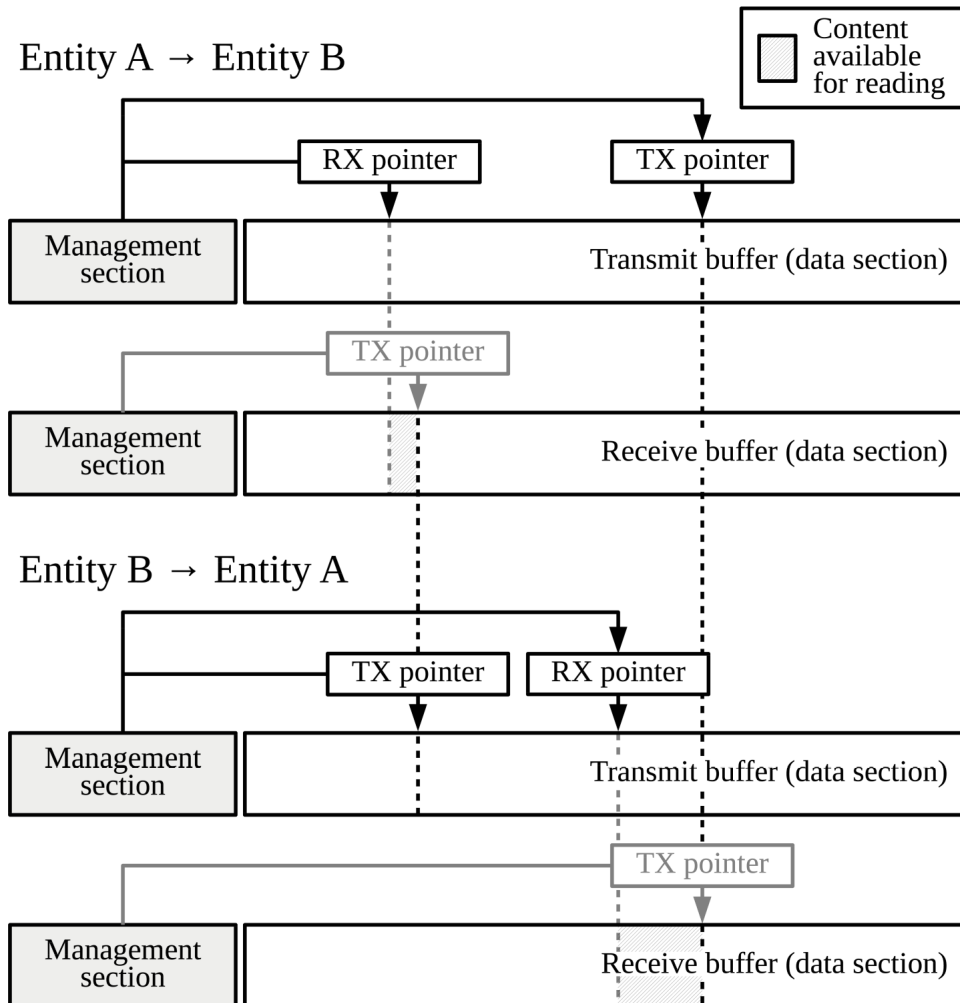 Entity A → Entity B
Content
available
for reading
RX pointer
TX pointer
Management
section
Transmit buffer (data section)
TX pointer
Management
section
Receive buffer (data section)
Entity B → Entity A
TX pointer
RX pointer
Management
section
Transmit buffer (data section)
TX pointer
Management
section
Receive buffer (data section)